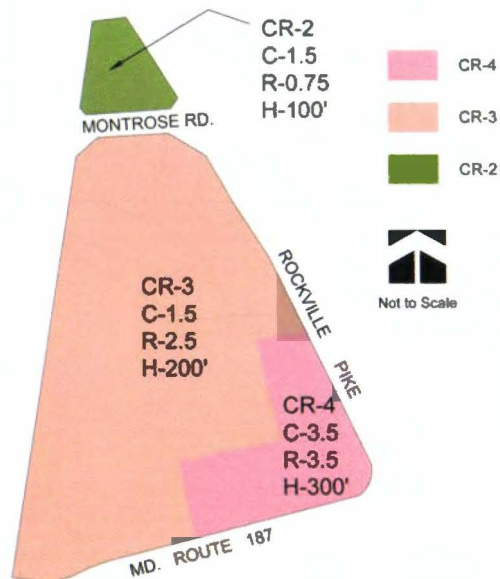 CR-2
C-1.5
R-0.75
H-100'
MONTROSE RD.
CR-4
CR-3
CR-2
Not to Scale
ROCKVILLE PIKE
CR-3
C-1.5
R-2.5
H-200'
CR-4
C-3.5
R-3.5
H-300'
MD. ROUTE 187